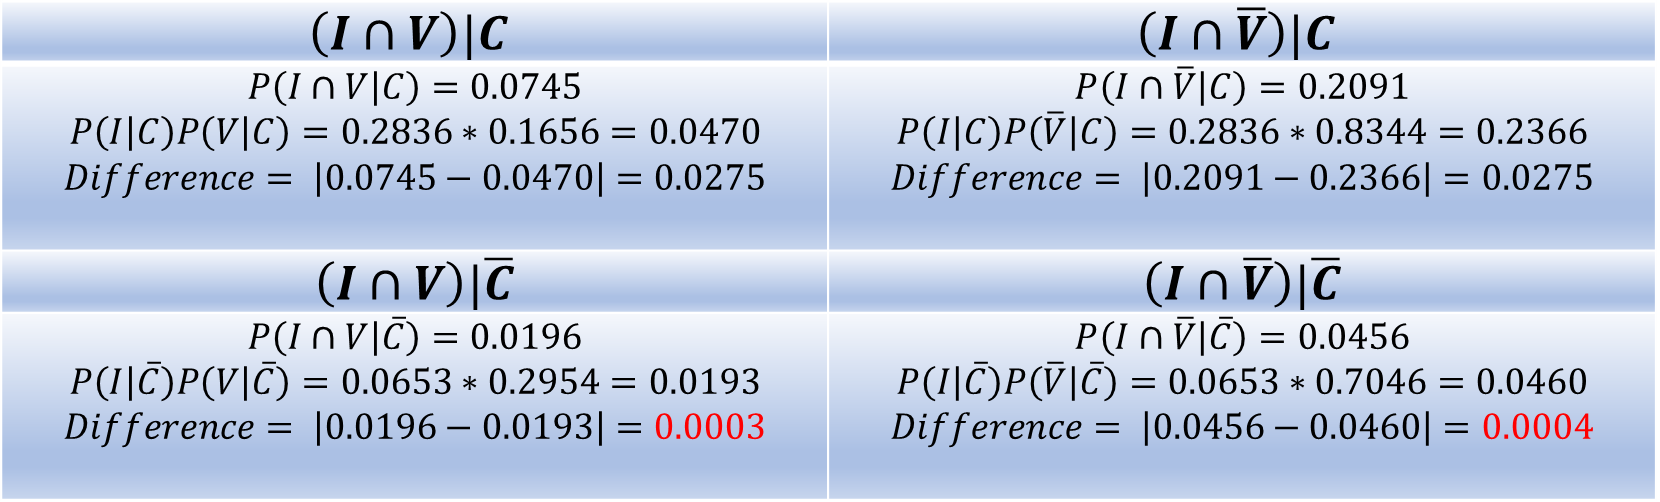 (I ∩ V)|C
P(I ∩ V|C) = 0.0745
P(I|C)P(V|C) = 0.2836 ∗ 0.1656 = 0.0470
Difference = |0.0745 − 0.0470| = 0.0275
(I ∩ V̅)|C
P(I ∩ V̅|C) = 0.2091
P(I|C)P(V̅|C) = 0.2836 ∗ 0.8344 = 0.2366
Difference = |0.2091 − 0.2366| = 0.0275
(I ∩ V)|C̅
P(I ∩ V|C̅) = 0.0196
P(I|C̅)P(V|C̅) = 0.0653 ∗ 0.2954 = 0.0193
Difference = |0.0196 − 0.0193| = 0.0003
(I ∩ V̅)|C̅
P(I ∩ V̅|C̅) = 0.0456
P(I|C̅)P(V̅|C̅) = 0.0653 ∗ 0.7046 = 0.0460
Difference = |0.0456 − 0.0460| = 0.0004